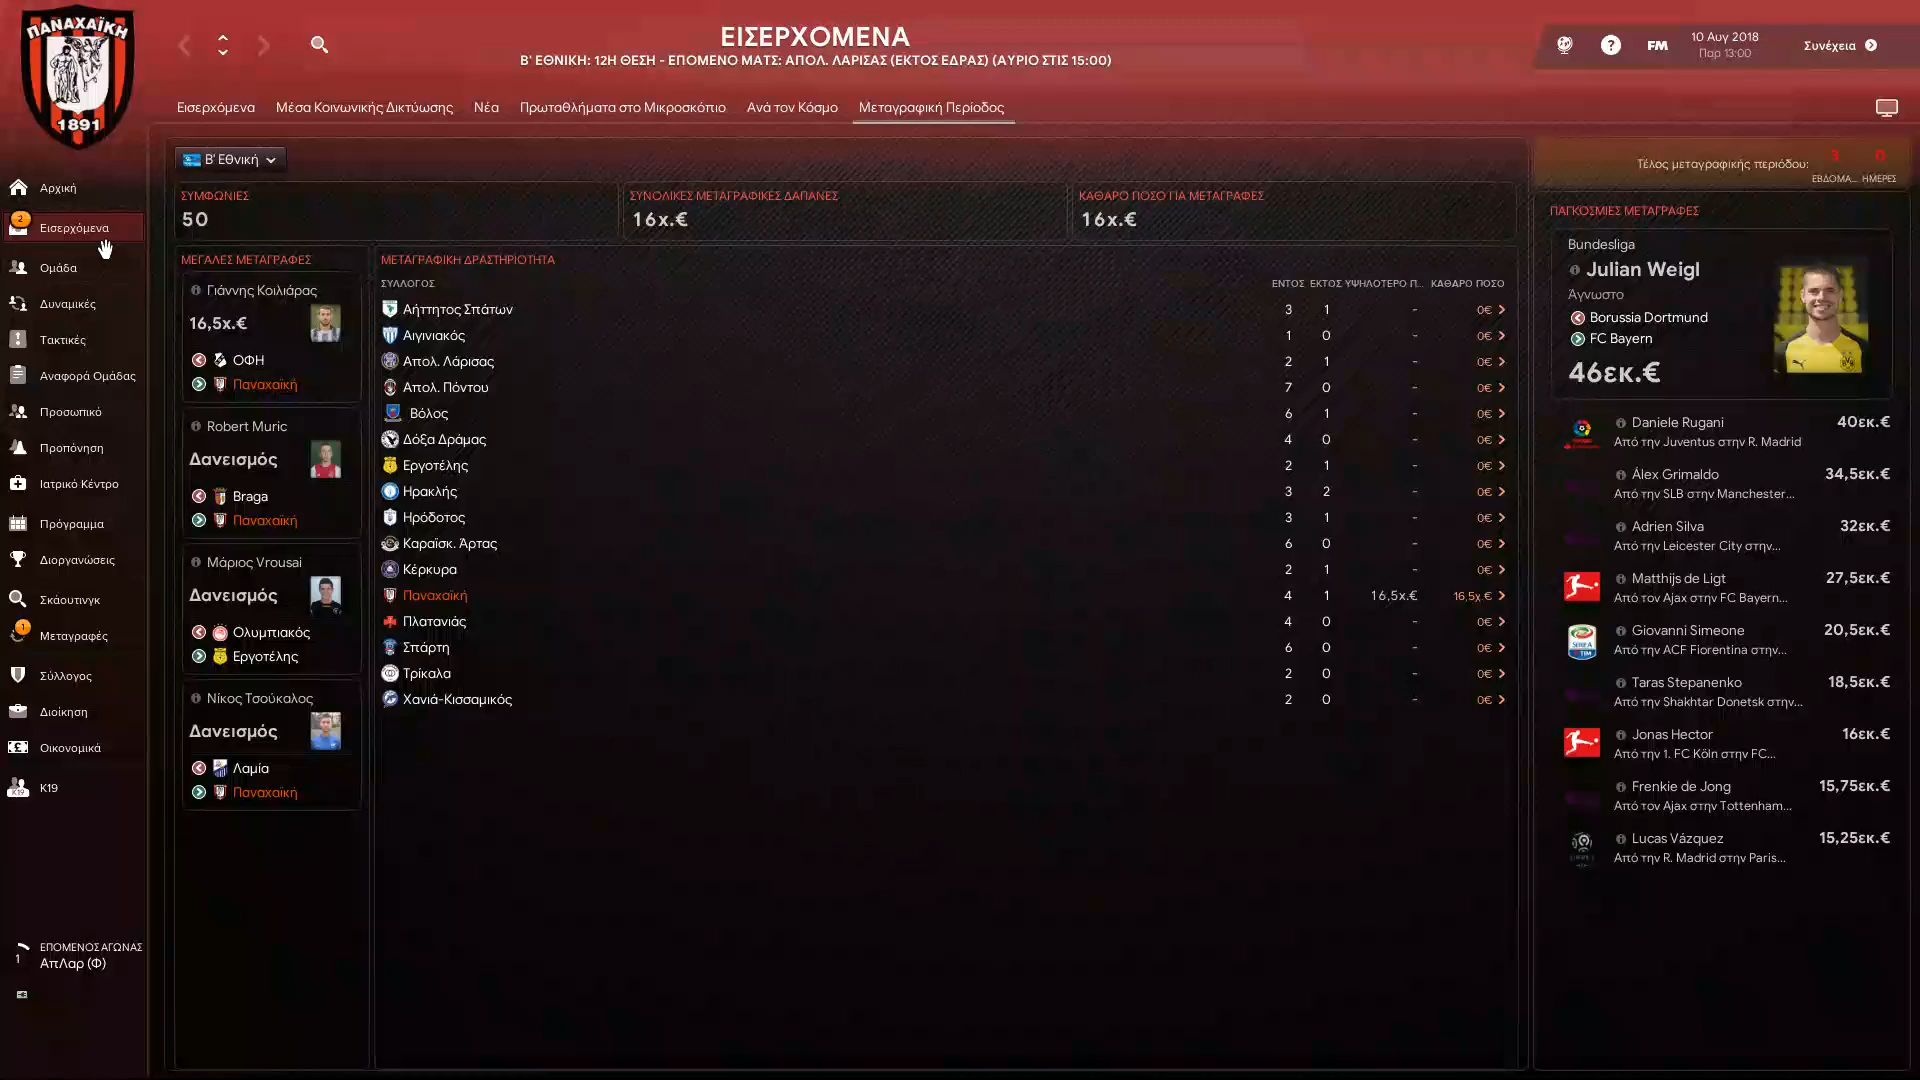 ΠΑΝΑΧΑΪΚΗ
1891
ΕΙΣΕΡΧΟΜΕΝΑ
Β' ΕΘΝΙΚΗ: 12Η ΘΕΣΗ - ΕΠΟΜΕΝΟ ΜΑΤΣ: ΑΠΟΛ. ΛΑΡΙΣΑΣ (ΕΚΤΟΣ ΕΔΡΑΣ) (ΑΥΡΙΟ ΣΤΙΣ 15:00)
?
FM
10 Αυγ 2018
Παρ 13:00
Συνέχεια
Εισερχόμενα Μέσα Κοινωνικής Δικτύωσης Νέα Πρωταθλήματα στο Μικροσκόπιο Ανά τον Κόσμο Μεταγραφική Περίοδος
2
Αρχική
Εισερχόμενα
Ομάδα
Δυναμικές
Τακτικές
Αναφορά Ομάδας
Προσωπικό
Προπόνηση
Ιατρικό Κέντρο
Πρόγραμμα
Διοργανώσεις
Σκάουτινγκ
1
Μεταγραφές
Σύλλογος
Διοίκηση
Οικονομικά
Κ19
ΕΠΟΜΕΝΟΣ ΑΓΩΝΑΣ
1 ΑπΛαρ (Φ)
Β' Εθνική
ΣΥΜΦΩΝΙΕΣ
50
ΣΥΝΟΛΙΚΕΣ ΜΕΤΑΓΡΑΦΙΚΕΣ ΔΑΠΑΝΕΣ
16χ.€
ΚΑΘΑΡΟ ΠΟΣΟ ΓΙΑ ΜΕΤΑΓΡΑΦΕΣ
16χ.€
ΜΕΓΑΛΕΣ ΜΕΤΑΓΡΑΦΕΣ
Γιάννης Κοιλιάρας
16,5χ.€
ΟΦΗ
Παναχαϊκή
Robert Muric
Δανεισμός
Braga
Παναχαϊκή
Μάριος Vrousai
Δανεισμός
Ολυμπιακός
Εργοτέλης
Νίκος Τσούκαλος
Δανεισμός
Λαμία
Παναχαϊκή
ΜΕΤΑΓΡΑΦΙΚΗ ΔΡΑΣΤΗΡΙΟΤΗΤΑ
ΣΥΛΛΟΓΟΣ ΕΝΤΟΣ ΕΚΤΟΣ ΥΨΗΛΟΤΕΡΟ Π... ΚΑΘΑΡΟ ΠΟΣΟ
Αήττητος Σπάτων 3 1 - 0€
Αιγινιακός 1 0 - 0€
Απολ. Λάρισας 2 1 - 0€
Απολ. Πόντου 7 0 - 0€
Βόλος 6 1 - 0€
Δόξα Δράμας 4 0 - 0€
Εργοτέλης 2 1 - 0€
Ηρακλής 3 2 - 0€
Ηρόδοτος 3 1 - 0€
Καραϊσκ. Άρτας 6 0 - 0€
Κέρκυρα 2 1 - 0€
Παναχαϊκή 4 1 16,5χ.€ 16,5χ.€
Πλατανιάς 4 0 - 0€
Σπάρτη 6 0 - 0€
Τρίκαλα 2 0 - 0€
Χανιά-Κισσαμικός 2 0 - 0€
Τέλος μεταγραφικής περιόδου: 3 0
ΕΒΔΟΜΑ... ΗΜΕΡΕΣ
ΠΑΓΚΟΣΜΙΕΣ ΜΕΤΑΓΡΑΦΕΣ
Bundesliga
Julian Weigl
Άγνωστο
Borussia Dortmund
FC Bayern
46εκ.€
Daniele Rugani 40εκ.€
Από την Juventus στην R. Madrid
Álex Grimaldo 34,5εκ.€
Από την SLB στην Manchester...
Adrien Silva 32εκ.€
Από την Leicester City στην...
Matthijs de Ligt 27,5εκ.€
Από τον Ajax στην FC Bayern...
Giovanni Simeone 20,5εκ.€
Από την ACF Fiorentina στην...
Taras Stepanenko 18,5εκ.€
Από την Shakhtar Donetsk στην...
Jonas Hector 16εκ.€
Από την 1. FC Köln στην FC...
Frenkie de Jong 15,75εκ.€
Από τον Ajax στην Tottenham...
Lucas Vázquez 15,25εκ.€
Από την R. Madrid στην Paris...